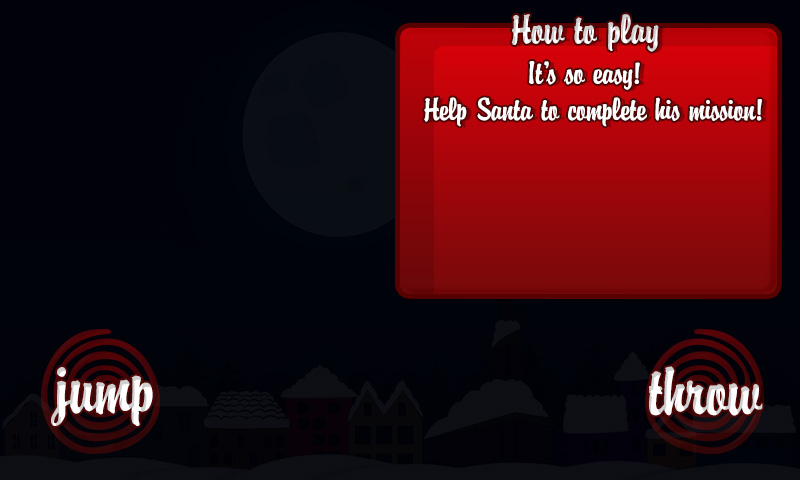 How to play
It's so easy!
Help Santa to complete his mission!
jump
throw